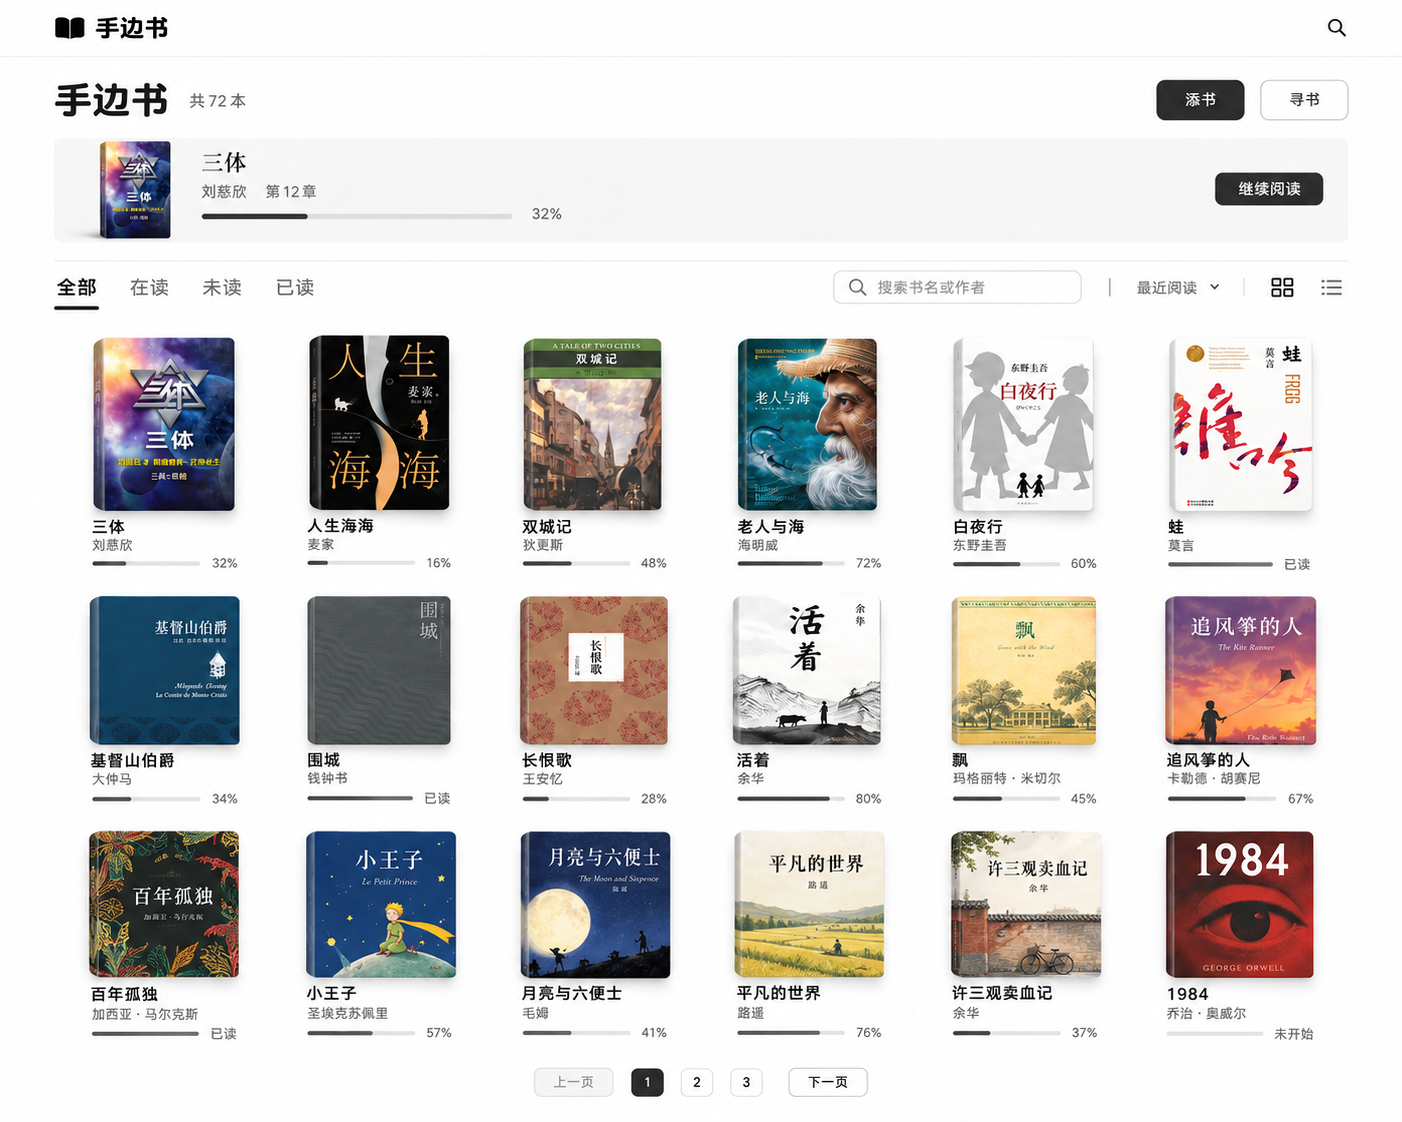 手边书
手边书 共 72 本 添书 寻书
三体
三体
刘慈欣 第 12 章
32%
继续阅读
全部 在读 未读 已读 搜索书名或作者 最近阅读
三体
三体
人生海海
麦家
A TALE OF TWO CITIES
双城记
老人与海
东野圭吾
白夜行
莫言
蛙
FROG
三体
刘慈欣
32%
人生海海
麦家
16%
双城记
狄更斯
48%
老人与海
海明威
72%
白夜行
东野圭吾
60%
蛙
莫言
已读
基督山伯爵
围城
长恨歌
活着
余华
飘
Gone with the Wind
追风筝的人
The Kite Runner
基督山伯爵
大仲马
34%
围城
钱钟书
已读
长恨歌
王安忆
28%
活着
余华
80%
飘
玛格丽特 · 米切尔
45%
追风筝的人
卡勒德 · 胡赛尼
67%
百年孤独
小王子
Le Petit Prince
月亮与六便士
The Moon and Sixpence
平凡的世界
路遥
许三观卖血记
余华
1984
GEORGE ORWELL
百年孤独
加西亚 · 马尔克斯
已读
小王子
圣埃克苏佩里
57%
月亮与六便士
毛姆
41%
平凡的世界
路遥
76%
许三观卖血记
余华
37%
1984
乔治 · 奥威尔
未开始
上一页 1 2 3 下一页